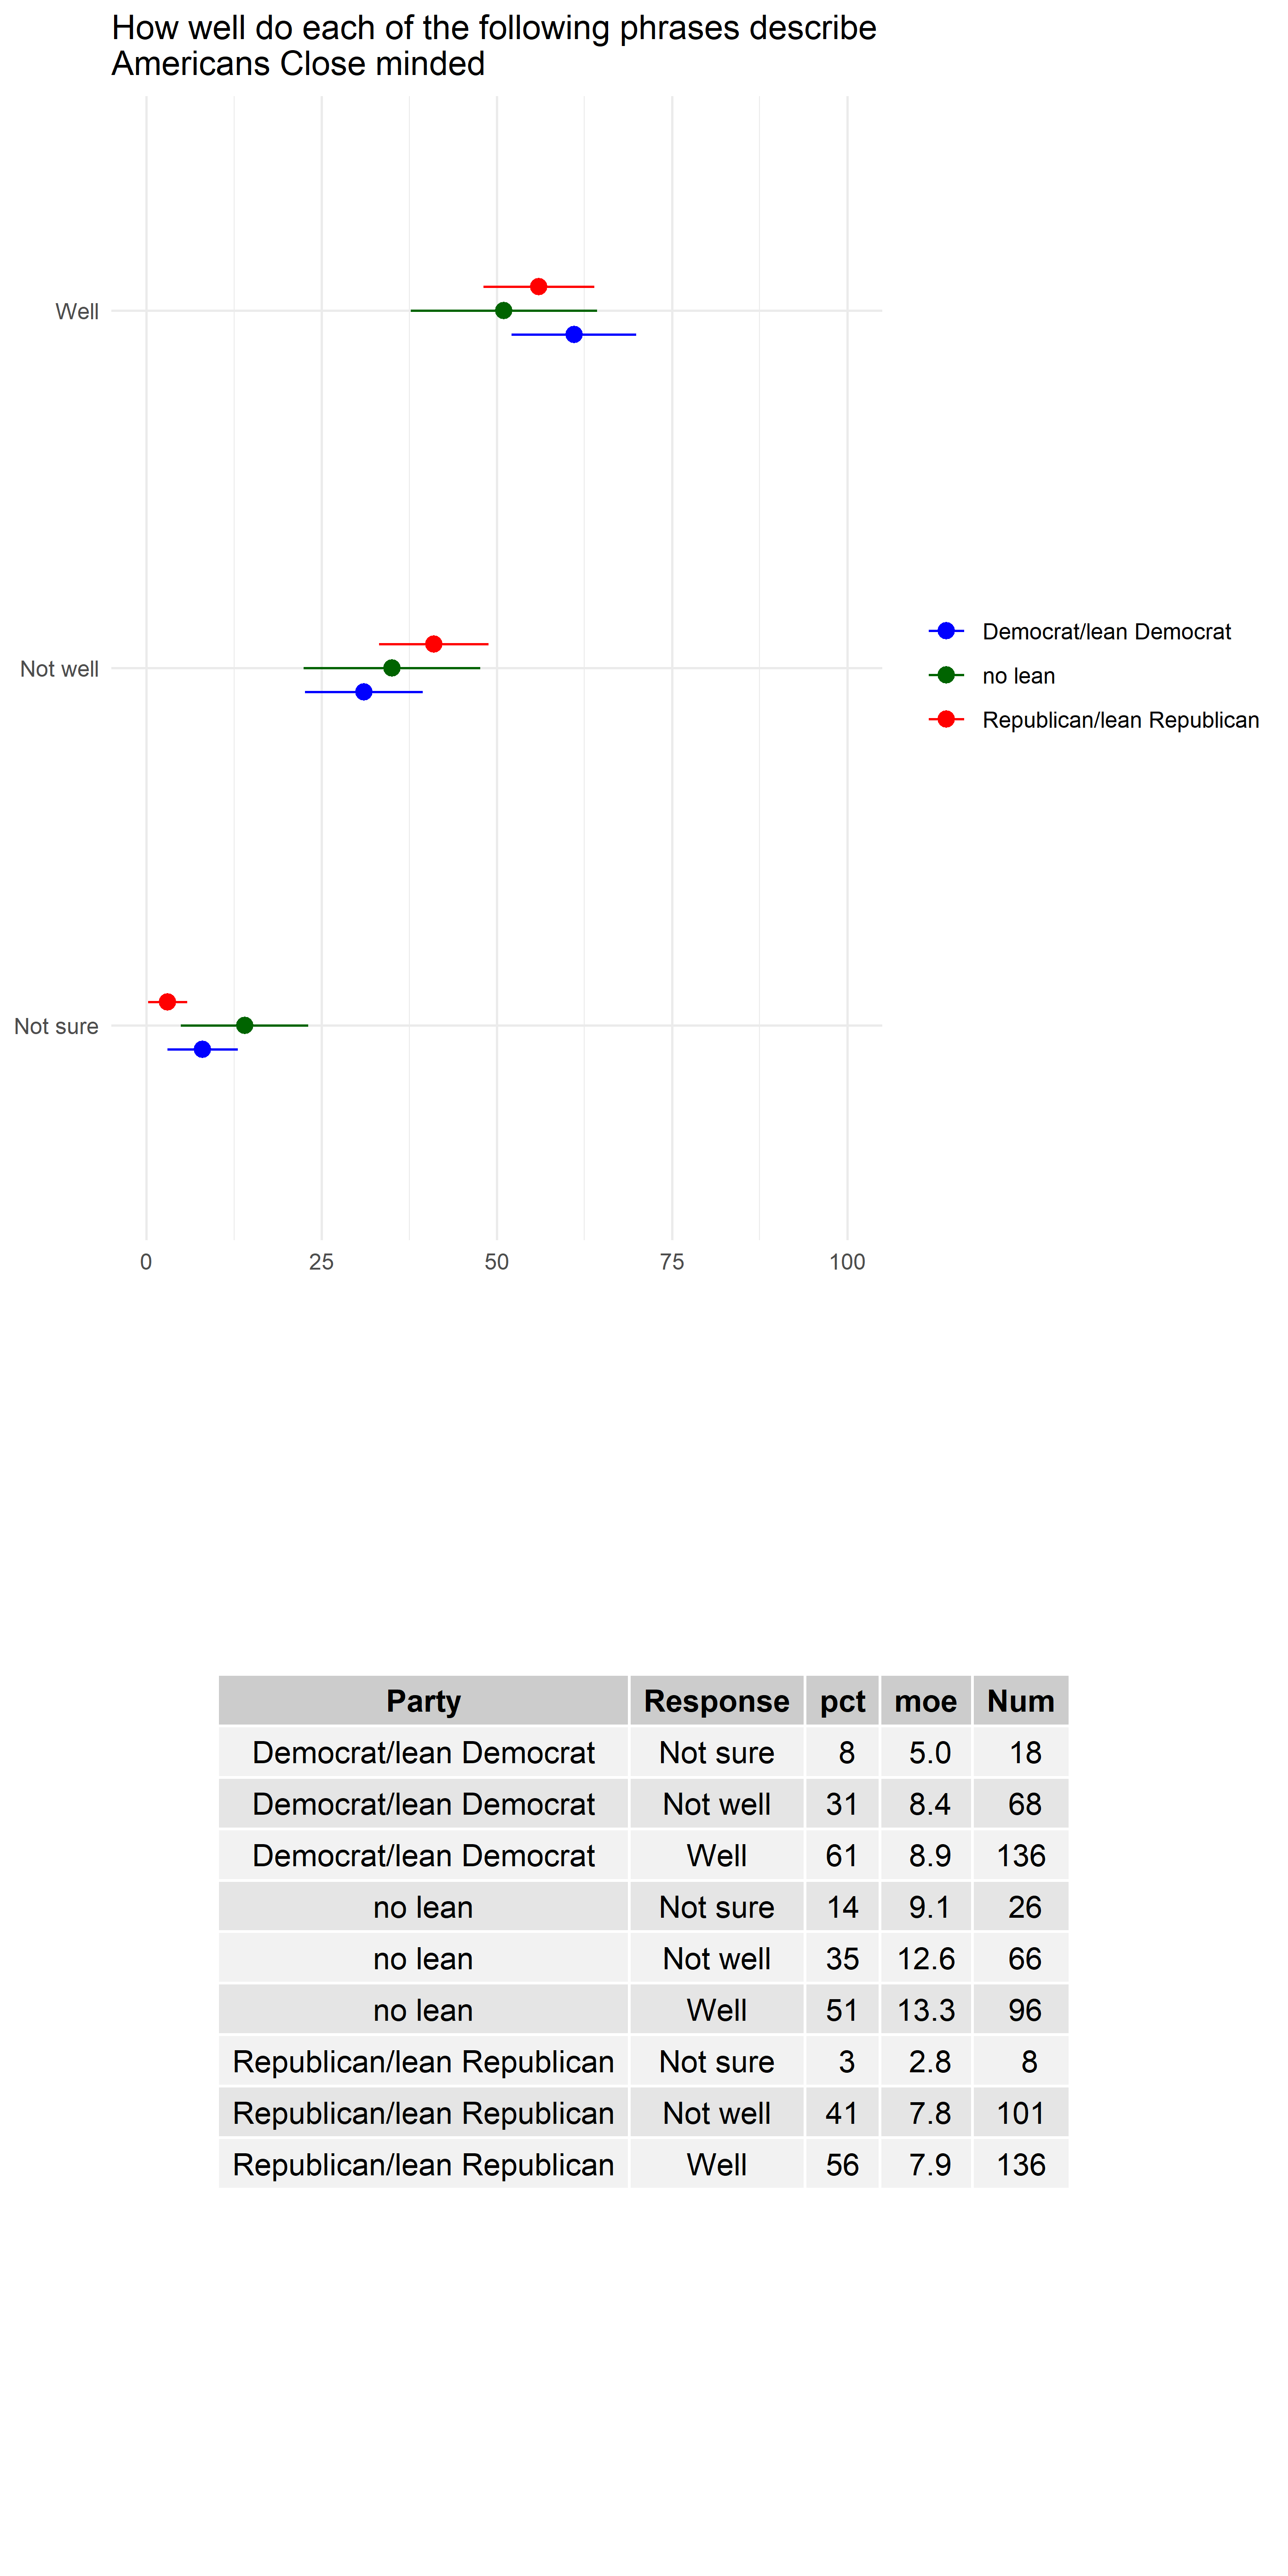 How well do each of the following phrases describe
Americans Close minded
Well
Not well
Not sure
0 25 50 75 100
Democrat/lean Democrat
no lean
Republican/lean Republican
Party Response pct moe Num
Democrat/lean Democrat Not sure 8 5.0 18
Democrat/lean Democrat Not well 31 8.4 68
Democrat/lean Democrat Well 61 8.9 136
no lean Not sure 14 9.1 26
no lean Not well 35 12.6 66
no lean Well 51 13.3 96
Republican/lean Republican Not sure 3 2.8 8
Republican/lean Republican Not well 41 7.8 101
Republican/lean Republican Well 56 7.9 136